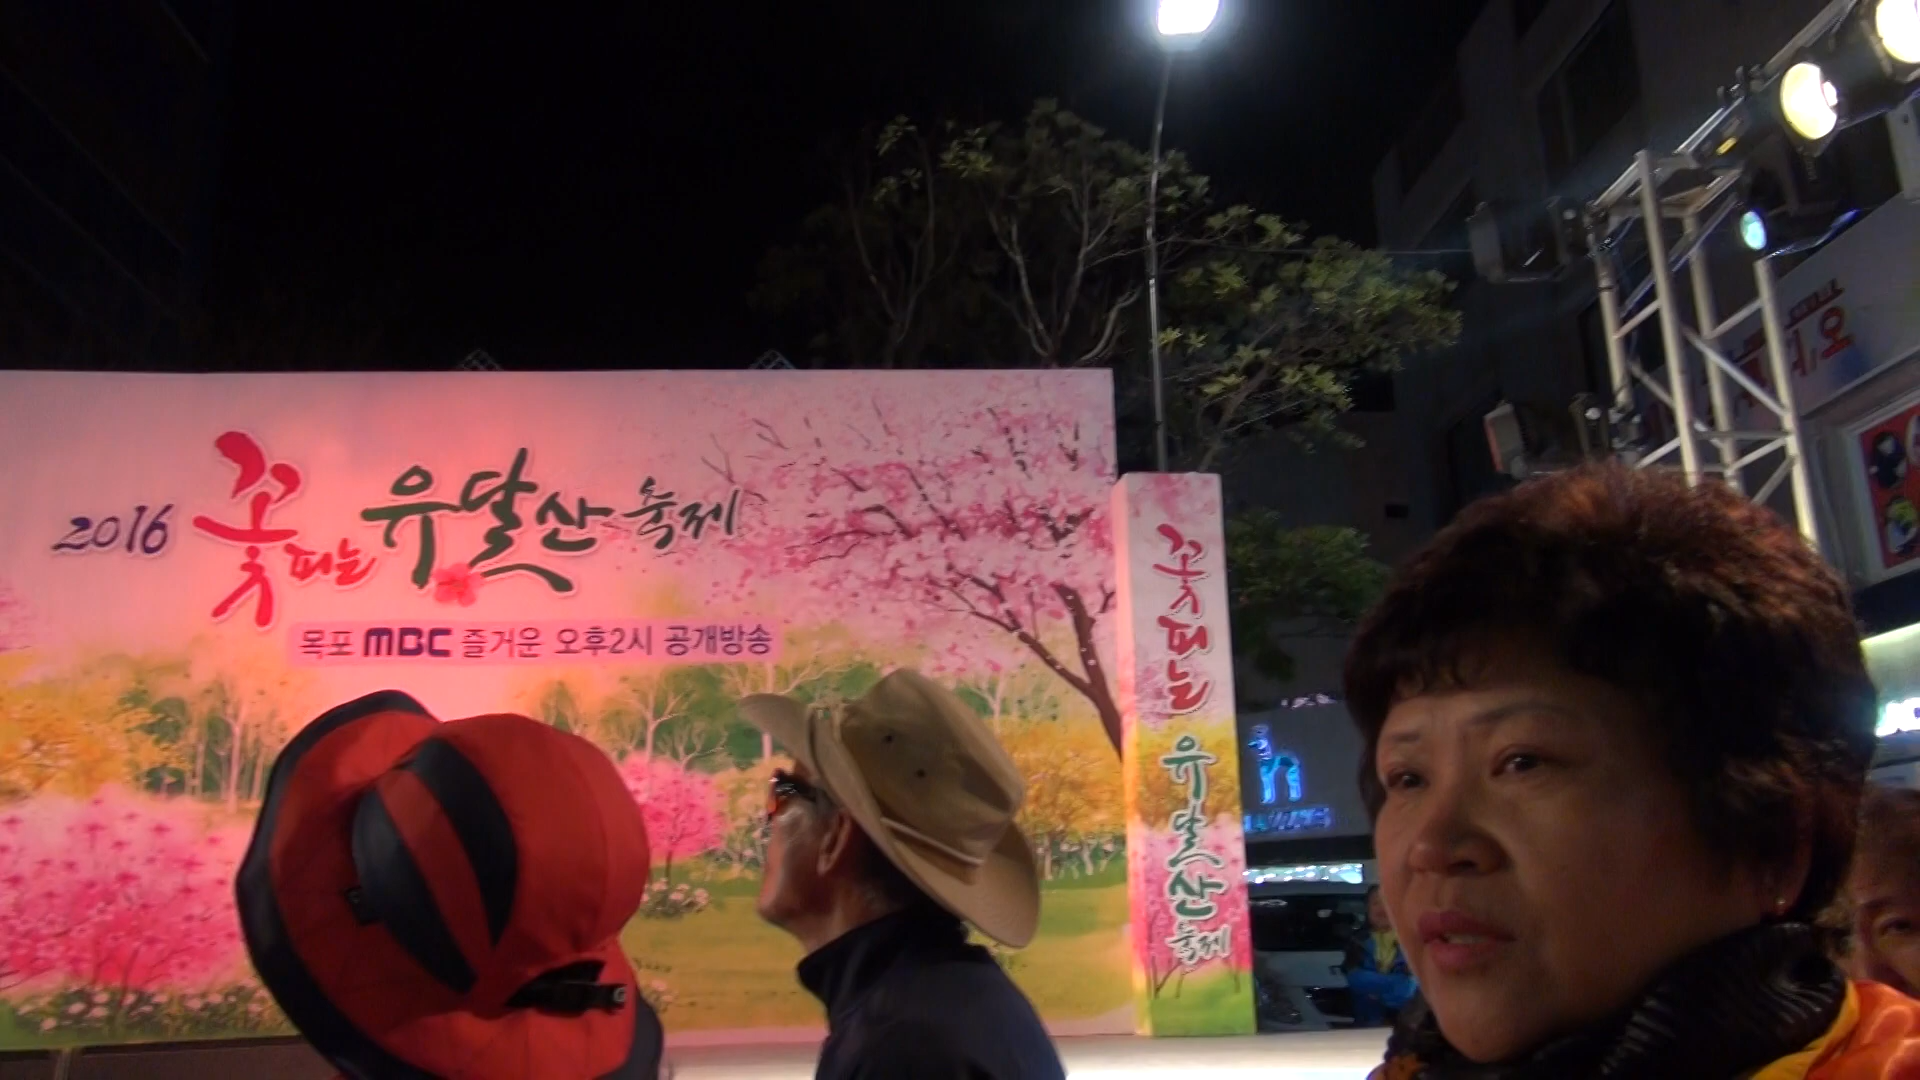 2016 꽃피는 유달산 축제
목포 MBC 즐거운 오후2시 공개방송
꽃피는 유달산 축제